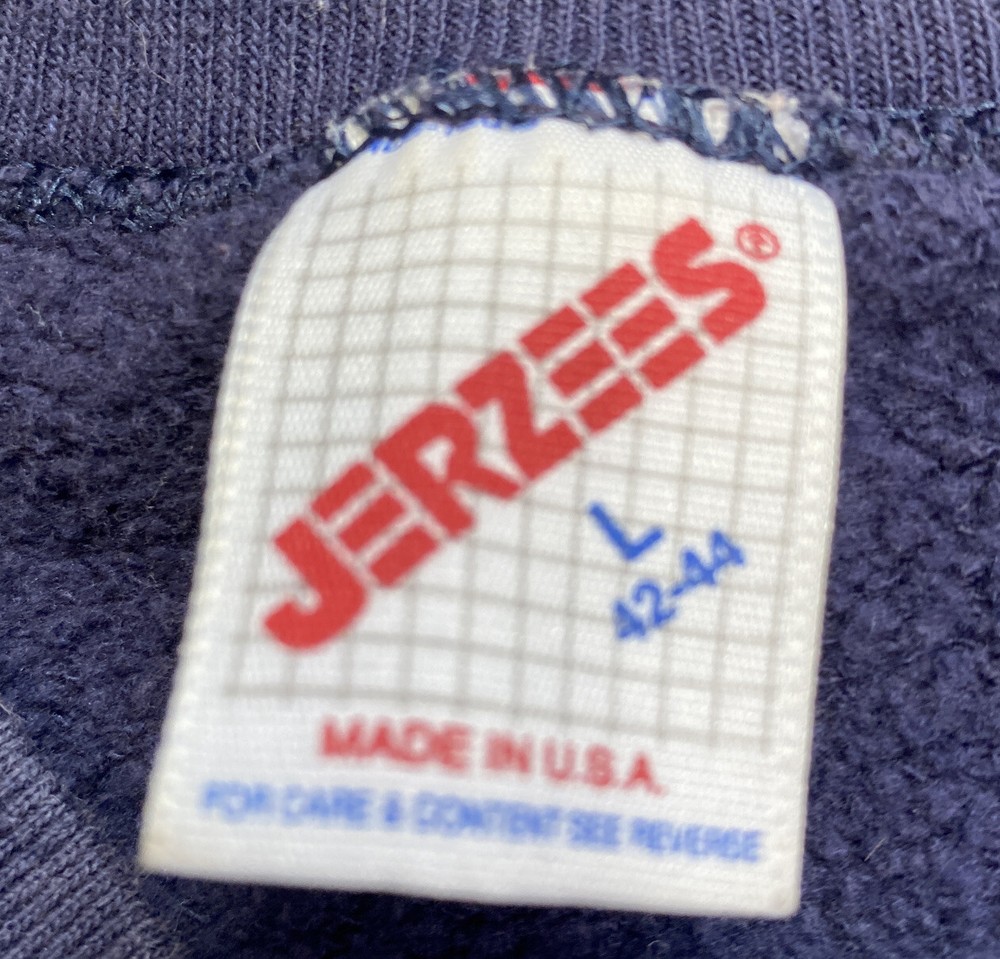 JERZEES®
L
42-44
MADE IN U.S.A.
FOR CARE & CONTENT SEE REVERSE